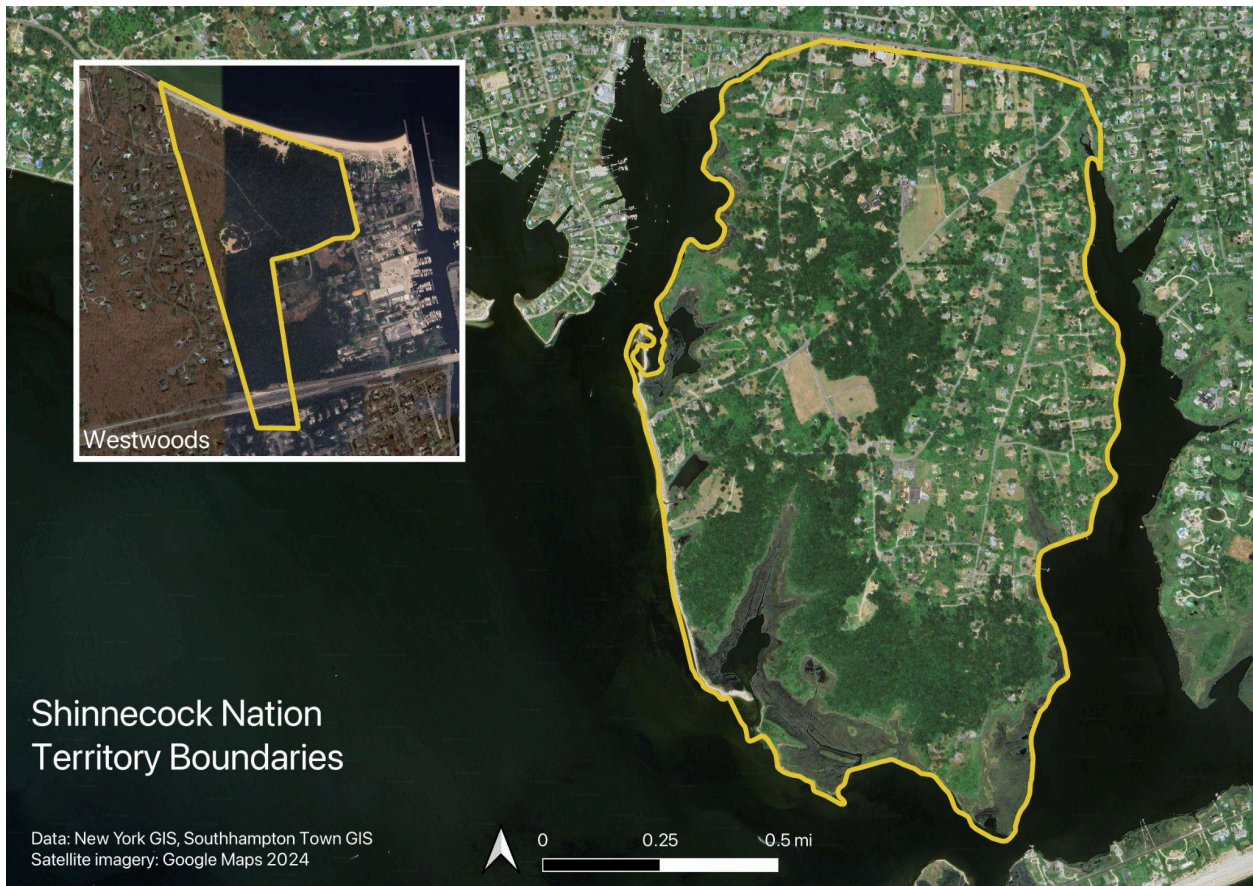 Westwoods
Shinnecock Nation
Territory Boundaries
Data: New York GIS, Southhampton Town GIS
Satellite imagery: Google Maps 2024
0 0.25 0.5 mi